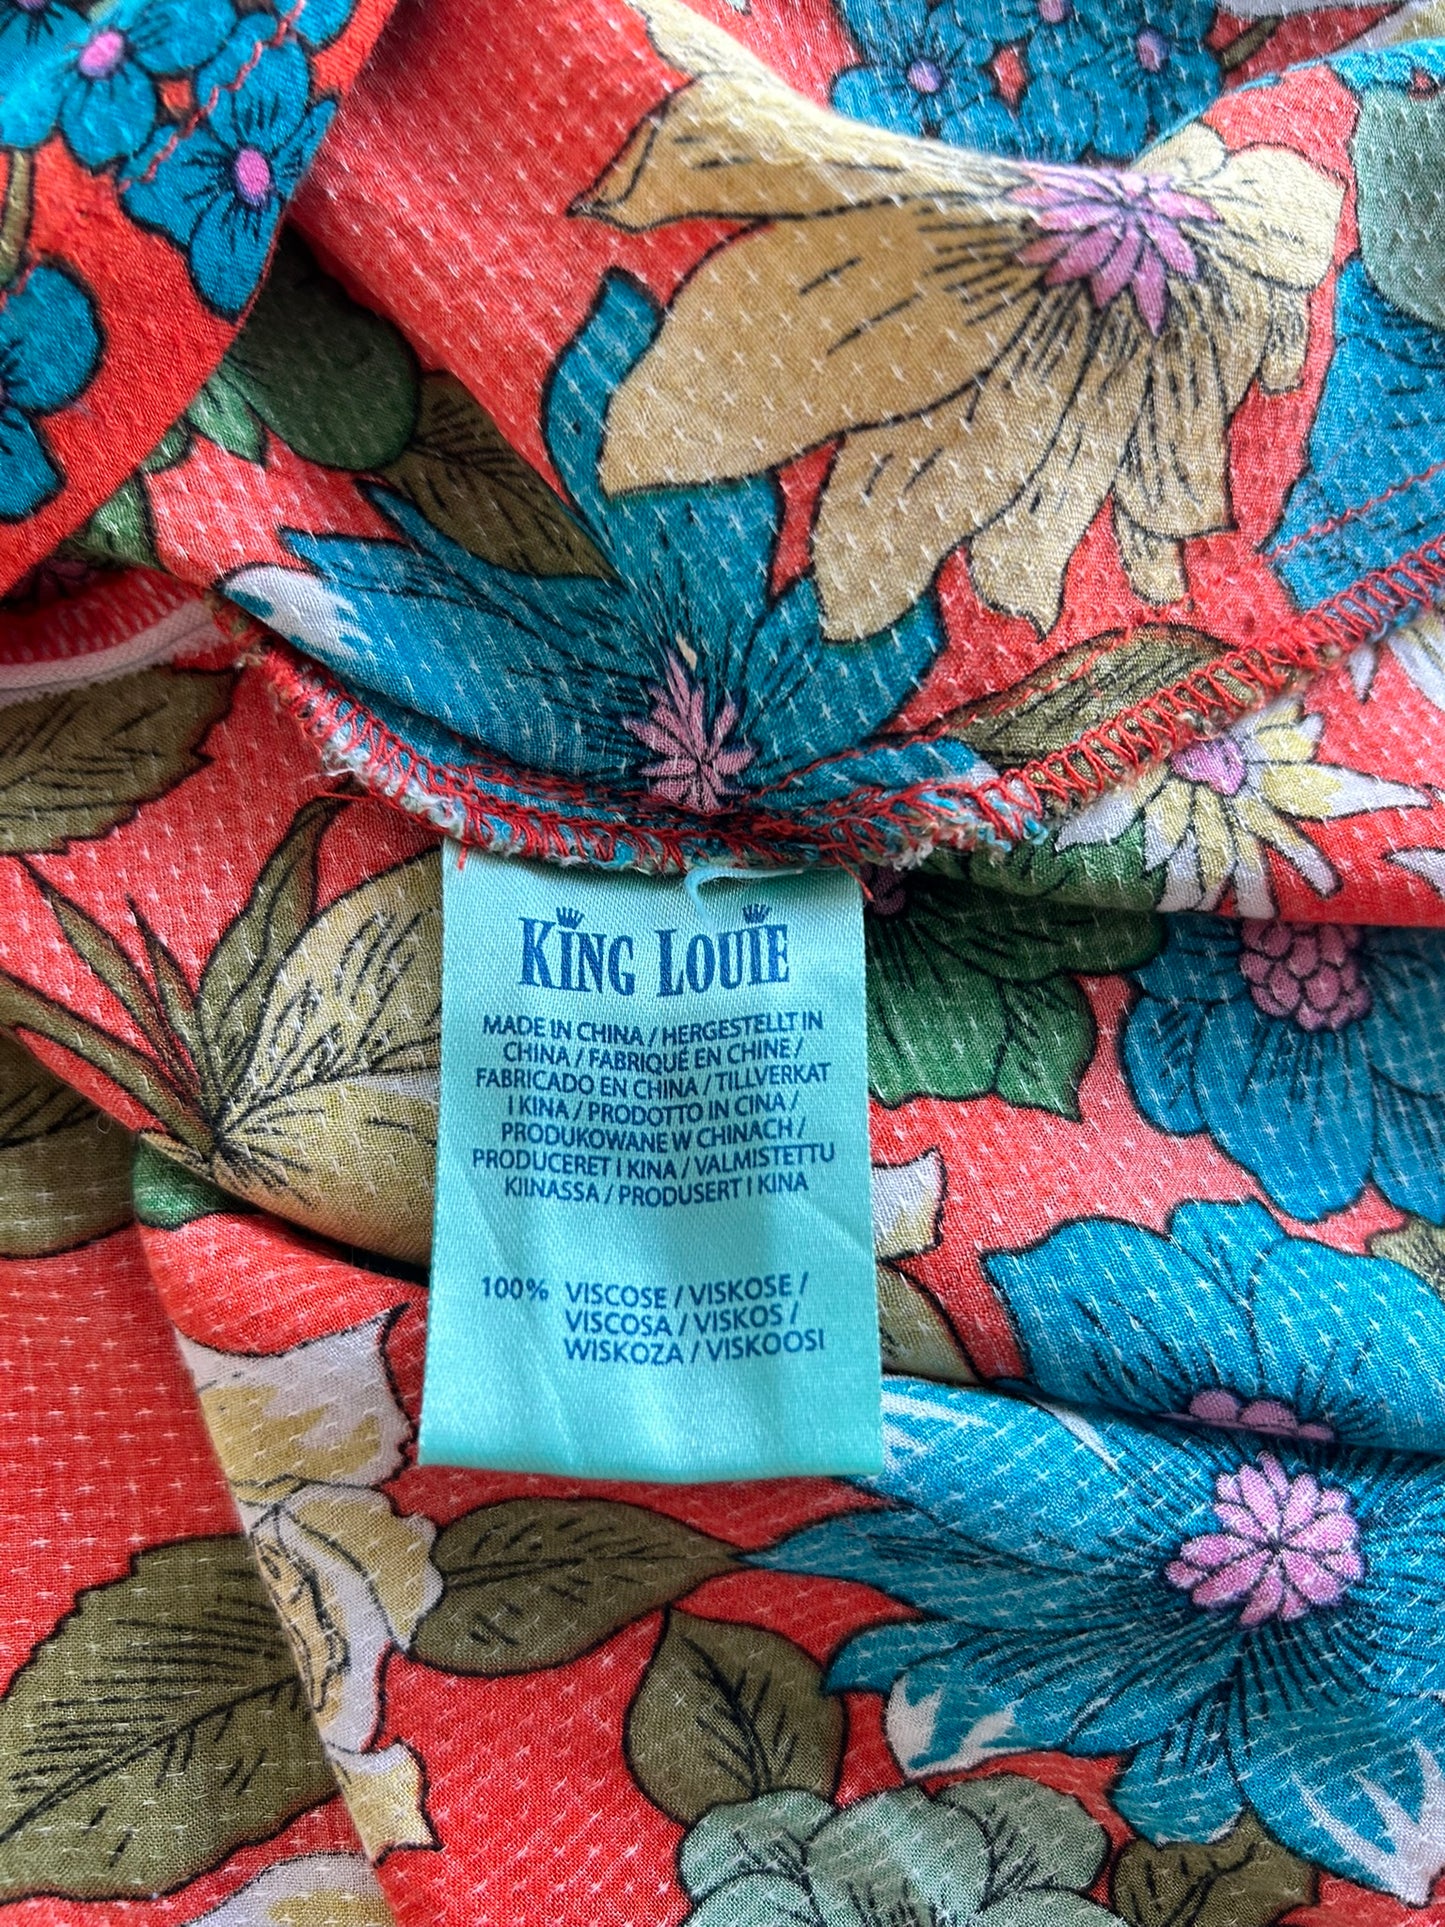 KING LOUIE
MADE IN CHINA / HERGESTELLT IN
CHINA / FABRIQUÉ EN CHINE /
FABRICADO EN CHINA / TILLVERKAT
I KINA / PRODOTTO IN CINA /
PRODUKOWANE W CHINACH /
PRODUCERET I KINA / VALMISTETTU
KIINASSA / PRODUSERT I KINA
100% VISCOSE / VISKOSE /
VISCOSA / VISKOS /
WISKOZA / VISKOOSI